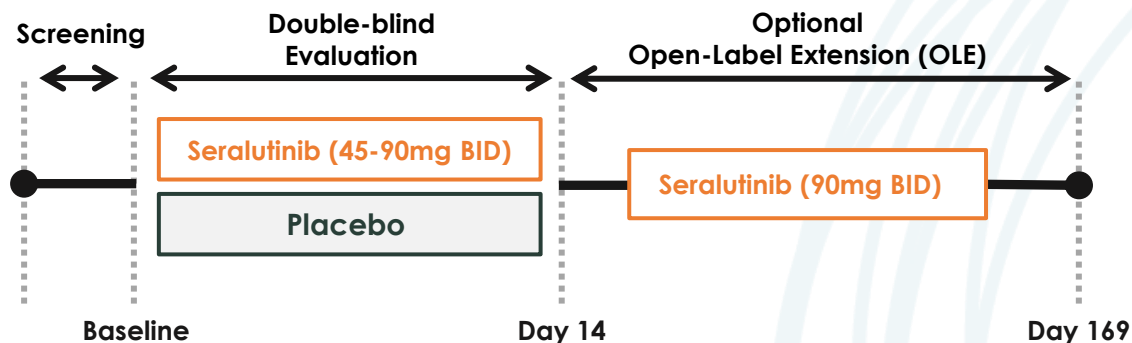 Screening
Double-blind
Evaluation
Optional
Open-Label Extension (OLE)
Seralutinib (45-90mg BID)
Placebo
Seralutinib (90mg BID)
Baseline
Day 14
Day 169